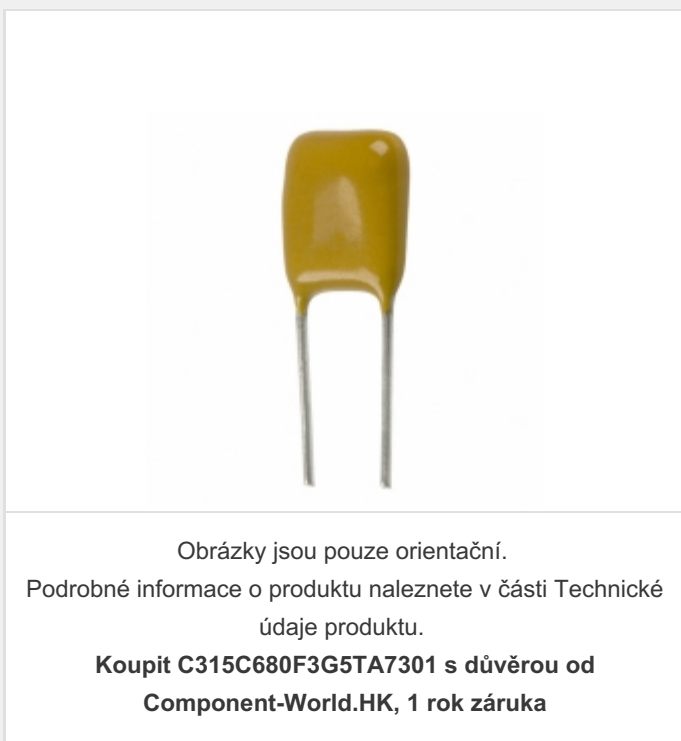 Obrázky jsou pouze orientační.
Podrobné informace o produktu naleznete v části Technické
údaje produktu.
Koupit C315C680F3G5TA7301 s důvěrou od
Component-World.HK, 1 rok záruka